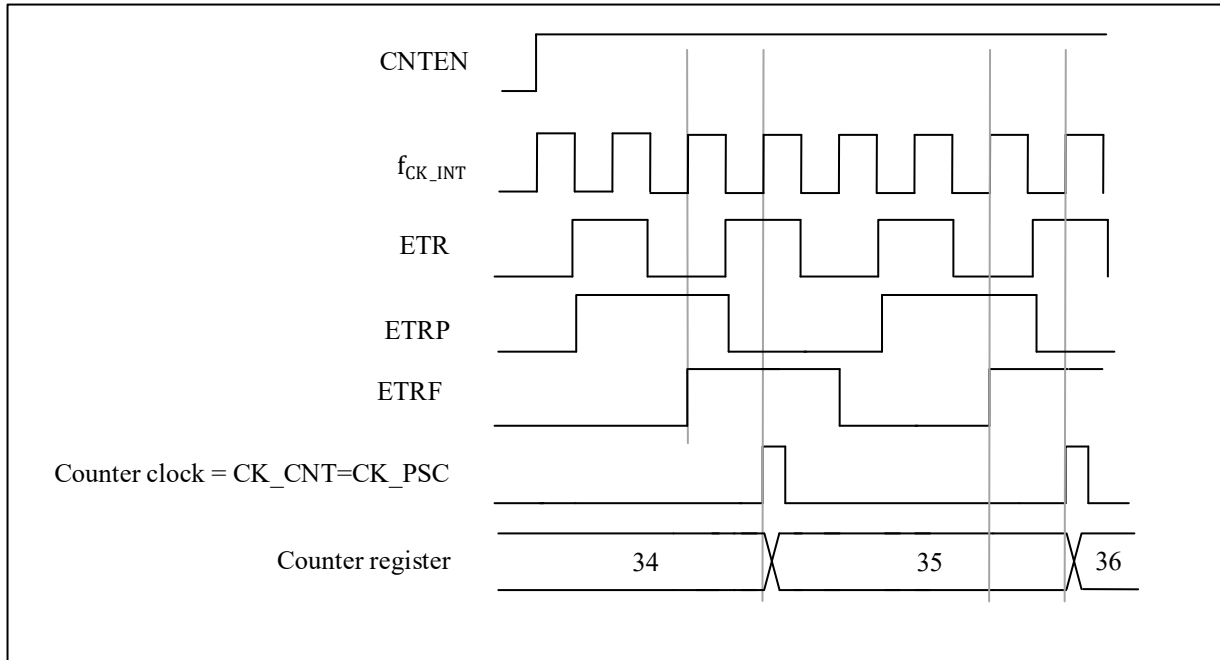 CNTEN
fCK_INT
ETR
ETRP
ETRF
Counter clock = CK_CNT=CK_PSC
Counter register 34 35 36